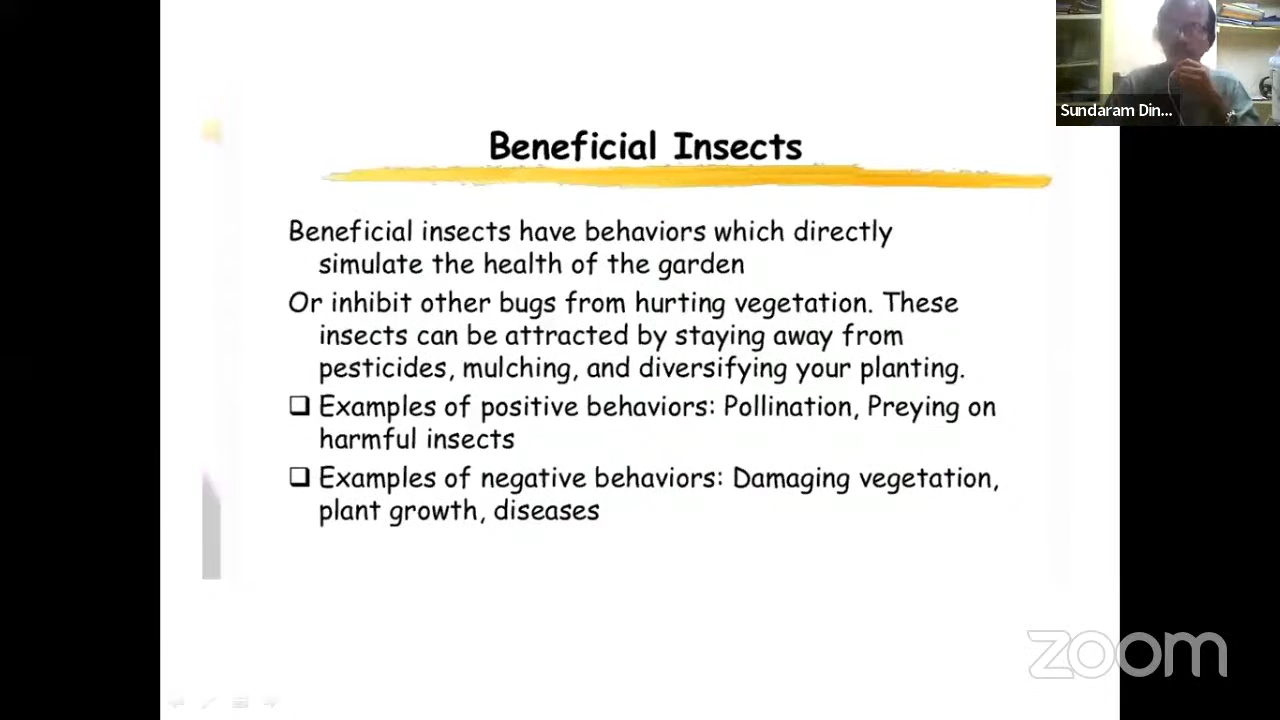 Sundaram Din...
Beneficial Insects
Beneficial insects have behaviors which directly
simulate the health of the garden
Or inhibit other bugs from hurting vegetation. These
insects can be attracted by staying away from
pesticides, mulching, and diversifying your planting.
❑ Examples of positive behaviors: Pollination, Preying on
harmful insects
❑ Examples of negative behaviors: Damaging vegetation,
plant growth, diseases
zoom